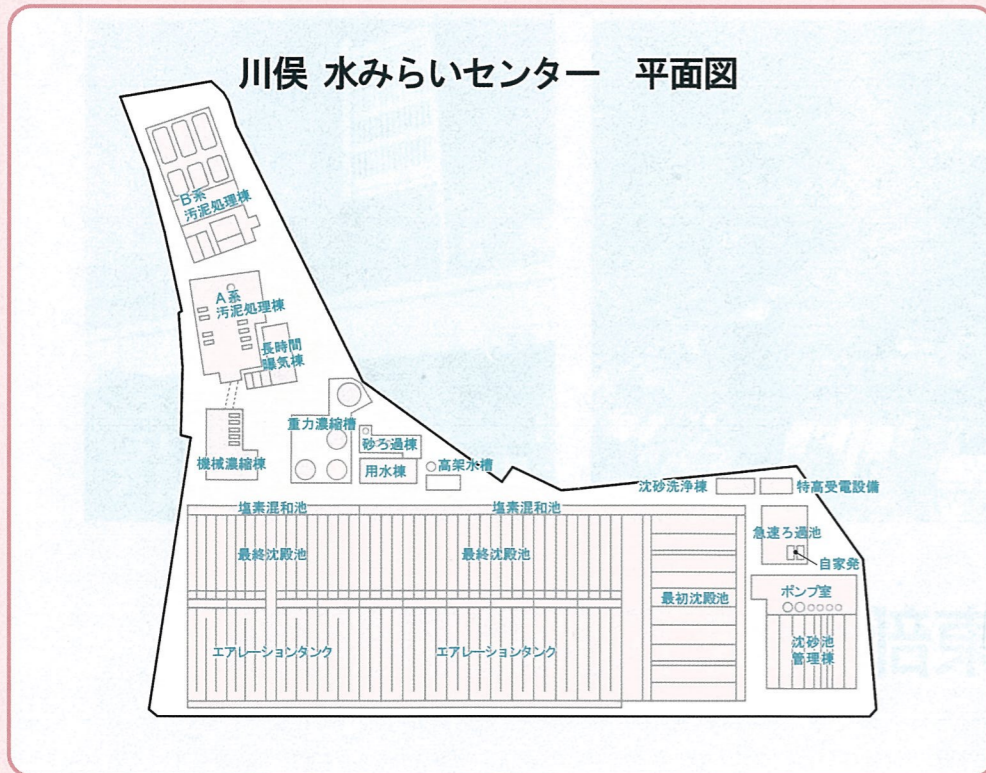 川俣 水みらいセンター　平面図
B系
汚泥処理棟
A系
汚泥処理棟
長時間
曝気棟
重力濃縮槽
砂ろ過棟
機械濃縮棟
用水棟
高架水槽
沈砂洗浄棟
特高受電設備
塩素混和池
塩素混和池
急速ろ過池
最終沈殿池
最終沈殿池
自家発
最初沈殿池
ポンプ室
エアレーションタンク
エアレーションタンク
沈砂池
管理棟